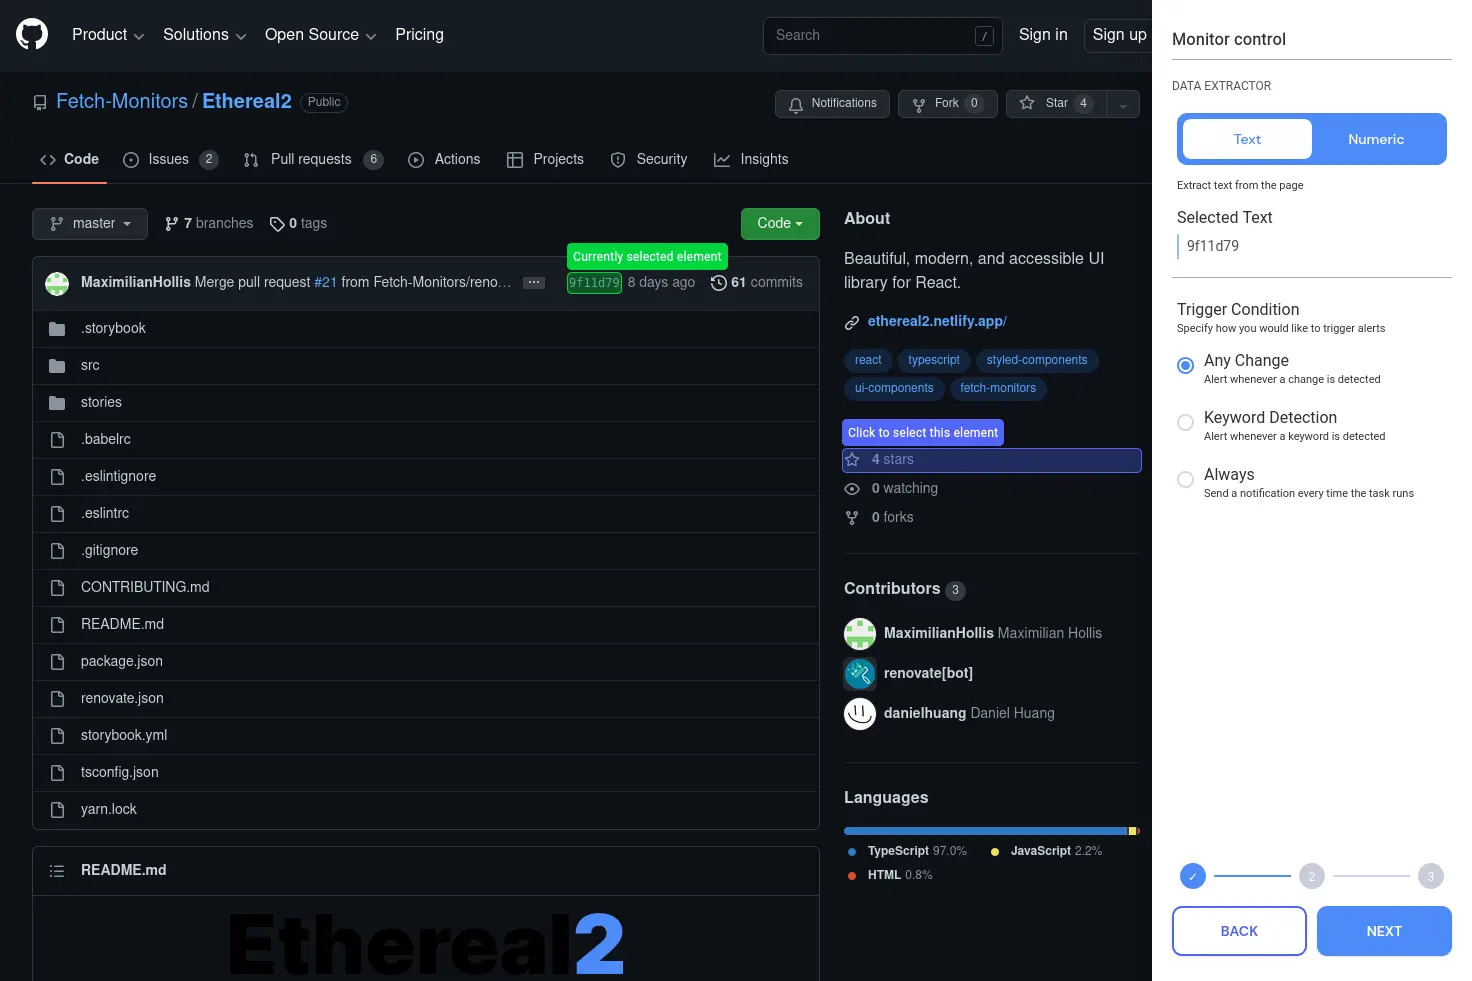 Product Solutions Open Source Pricing Search / Sign in Sign up
Fetch-Monitors / Ethereal2 Public
Notifications Fork 0 Star 4
Code Issues 2 Pull requests 6 Actions Projects Security Insights
master 7 branches 0 tags Code
Currently selected element
MaximilianHollis Merge pull request #21 from Fetch-Monitors/reno… ··· 9f11d79 8 days ago 61 commits
.storybook
src
stories
.babelrc
.eslintignore
.eslintrc
.gitignore
CONTRIBUTING.md
README.md
package.json
renovate.json
storybook.yml
tsconfig.json
yarn.lock
README.md
Ethereal2
About
Beautiful, modern, and accessible UI
library for React.
ethereal2.netlify.app/
react typescript styled-components
ui-components fetch-monitors
Click to select this element
4 stars
0 watching
0 forks
Contributors 3
MaximilianHollis Maximilian Hollis
renovate[bot]
danielhuang Daniel Huang
Languages
TypeScript 97.0% JavaScript 2.2%
HTML 0.8%
Monitor control
DATA EXTRACTOR
Text Numeric
Extract text from the page
Selected Text
9f11d79
Trigger Condition
Specify how you would like to trigger alerts
Any Change
Alert whenever a change is detected
Keyword Detection
Alert whenever a keyword is detected
Always
Send a notification every time the task runs
✓ 2 3
BACK NEXT